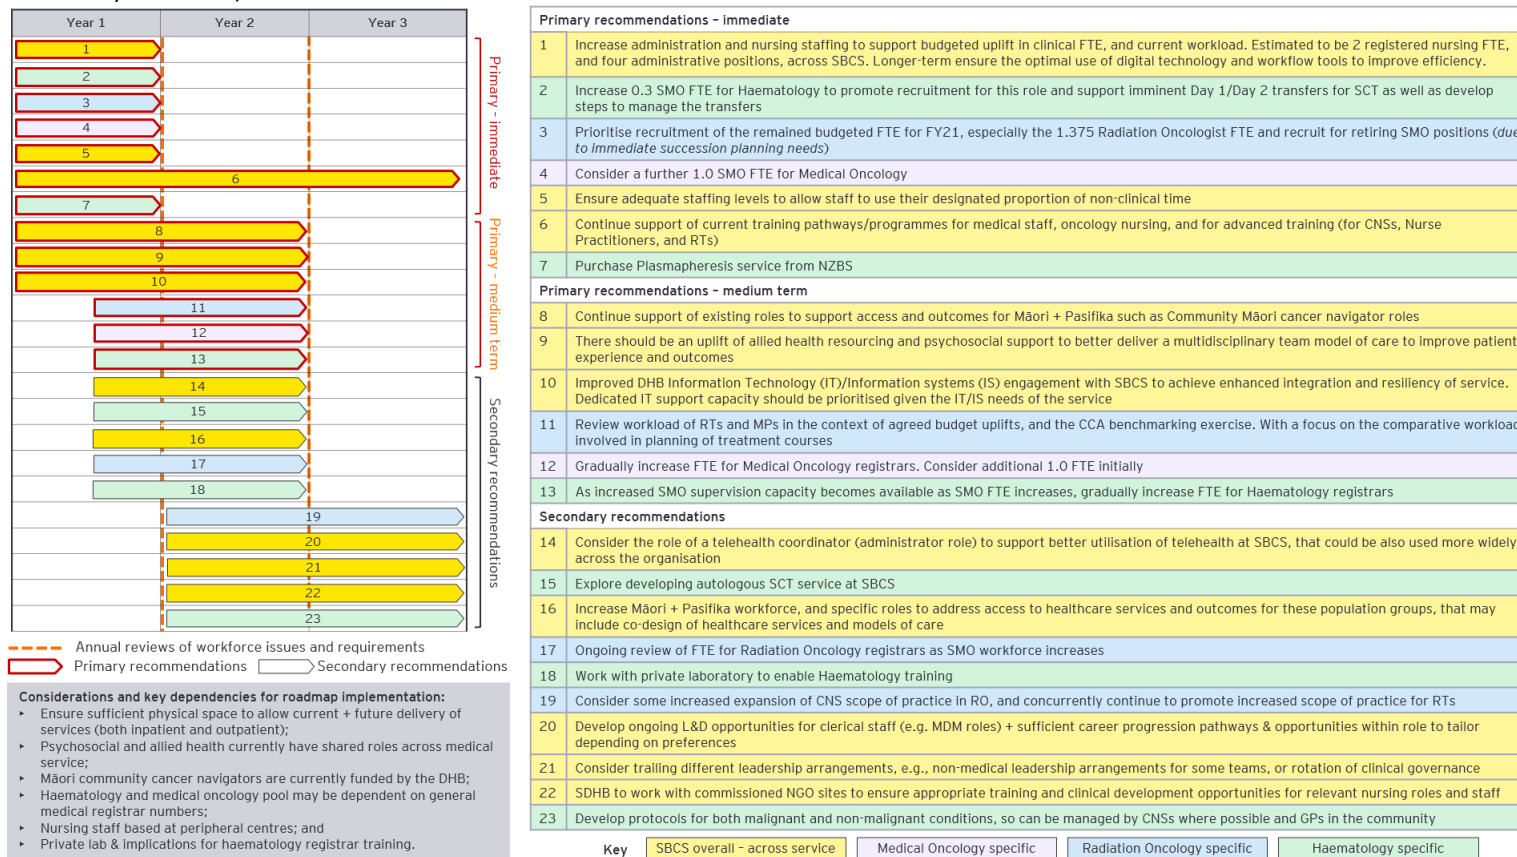 Year 1
Year 2
Year 3
1
2
3
4
5
6
7
8
9
10
11
12
13
14
15
16
17
18
19
20
21
22
23
Primary – immediate
Primary – medium term
Secondary recommendations
Annual reviews of workforce issues and requirements
Primary recommendations
Secondary recommendations
Considerations and key dependencies for roadmap implementation:
‣ Ensure sufficient physical space to allow current + future delivery of
services (both inpatient and outpatient);
‣ Psychosocial and allied health currently have shared roles across medical
service;
‣ Māori community cancer navigators are currently funded by the DHB;
‣ Haematology and medical oncology pool may be dependent on general
medical registrar numbers;
‣ Nursing staff based at peripheral centres; and
‣ Private lab & implications for haematology registrar training.
Primary recommendations – immediate
1 Increase administration and nursing staffing to support budgeted uplift in clinical FTE, and current workload. Estimated to be 2 registered nursing FTE,
and four administrative positions, across SBCS. Longer-term ensure the optimal use of digital technology and workflow tools to improve efficiency.
2 Increase 0.3 SMO FTE for Haematology to promote recruitment for this role and support imminent Day 1/Day 2 transfers for SCT as well as develop
steps to manage the transfers
3 Prioritise recruitment of the remained budgeted FTE for FY21, especially the 1.375 Radiation Oncologist FTE and recruit for retiring SMO positions (due
to immediate succession planning needs)
4 Consider a further 1.0 SMO FTE for Medical Oncology
5 Ensure adequate staffing levels to allow staff to use their designated proportion of non-clinical time
6 Continue support of current training pathways/programmes for medical staff, oncology nursing, and for advanced training (for CNSs, Nurse
Practitioners, and RTs)
7 Purchase Plasmapheresis service from NZBS
Primary recommendations – medium term
8 Continue support of existing roles to support access and outcomes for Māori + Pasifika such as Community Māori cancer navigator roles
9 There should be an uplift of allied health resourcing and psychosocial support to better deliver a multidisciplinary team model of care to improve patient
experience and outcomes
10 Improved DHB Information Technology (IT)/Information systems (IS) engagement with SBCS to achieve enhanced integration and resiliency of service.
Dedicated IT support capacity should be prioritised given the IT/IS needs of the service
11 Review workload of RTs and MPs in the context of agreed budget uplifts, and the CCA benchmarking exercise. With a focus on the comparative workload
involved in planning of treatment courses
12 Gradually increase FTE for Medical Oncology registrars. Consider additional 1.0 FTE initially
13 As increased SMO supervision capacity becomes available as SMO FTE increases, gradually increase FTE for Haematology registrars
Secondary recommendations
14 Consider the role of a telehealth coordinator (administrator role) to support better utilisation of telehealth at SBCS, that could be also used more widely
across the organisation
15 Explore developing autologous SCT service at SBCS
16 Increase Māori + Pasifika workforce, and specific roles to address access to healthcare services and outcomes for these population groups, that may
include co-design of healthcare services and models of care
17 Ongoing review of FTE for Radiation Oncology registrars as SMO workforce increases
18 Work with private laboratory to enable Haematology training
19 Consider some increased expansion of CNS scope of practice in RO, and concurrently continue to promote increased scope of practice for RTs
20 Develop ongoing L&D opportunities for clerical staff (e.g. MDM roles) + sufficient career progression pathways & opportunities within role to tailor
depending on preferences
21 Consider trailing different leadership arrangements, e.g., non-medical leadership arrangements for some teams, or rotation of clinical governance
22 SDHB to work with commissioned NGO sites to ensure appropriate training and clinical development opportunities for relevant nursing roles and staff
23 Develop protocols for both malignant and non-malignant conditions, so can be managed by CNSs where possible and GPs in the community
Key
SBCS overall – across service
Medical Oncology specific
Radiation Oncology specific
Haematology specific